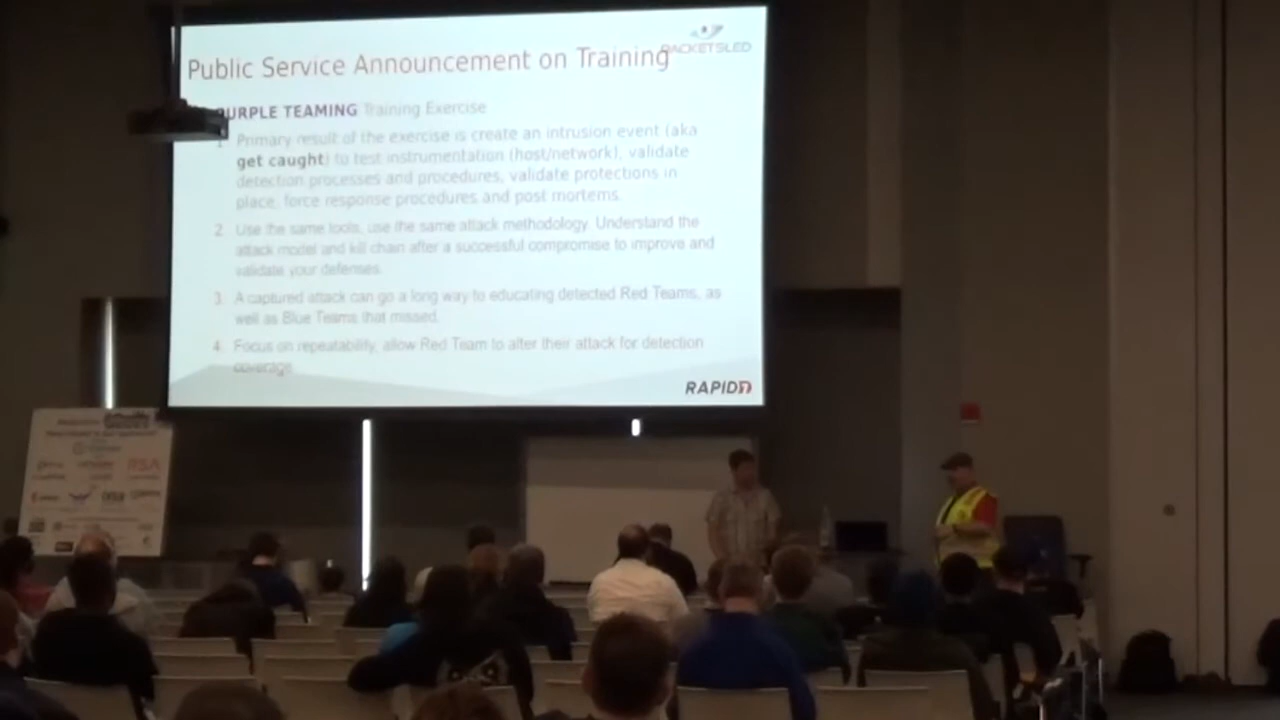 PACKETSLED
Public Service Announcement on Training
PURPLE TEAMING Training Exercise
1. Primary result of the exercise is create an intrusion event (aka
get caught) to test instrumentation (host/network), validate
detection processes and procedures, validate protections in
place, force response procedures and post mortems.
2. Use the same tools, use the same attack methodology. Understand the
attack model and kill chain after a successful compromise to improve and
validate your defenses.
3. A captured attack can go a long way to educating detected Red Teams, as
well as Blue Teams that missed.
4. Focus on repeatability, allow Red Team to alter their attack for detection
coverage.
RAPID7
RSA